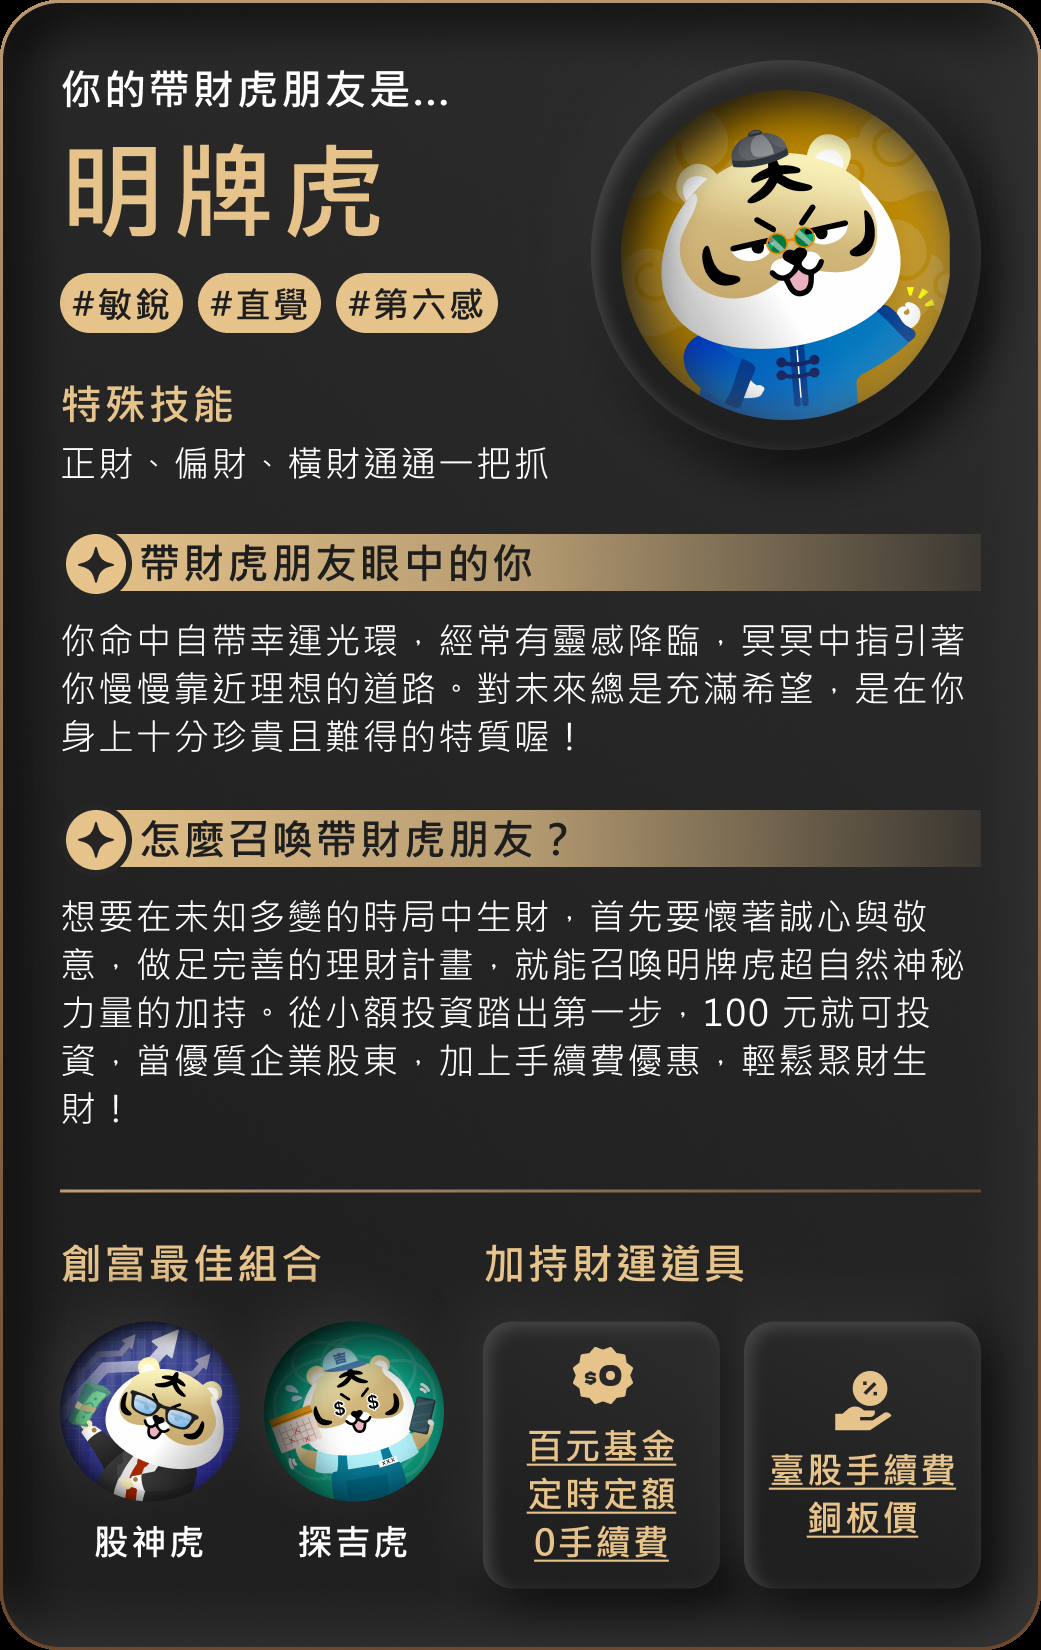 你的帶財虎朋友是...
明牌虎
#敏銳 #直覺 #第六感
特殊技能
正財、偏財、橫財通通一把抓
帶財虎朋友眼中的你
你命中自帶幸運光環，經常有靈感降臨，冥冥中指引著
你慢慢靠近理想的道路。對未來總是充滿希望，是在你
身上十分珍貴且難得的特質喔！
怎麼召喚帶財虎朋友？
想要在未知多變的時局中生財，首先要懷著誠心與敬
意，做足完善的理財計畫，就能召喚明牌虎超自然神秘
力量的加持。從小額投資踏出第一步，100 元就可投
資，當優質企業股東，加上手續費優惠，輕鬆聚財生
財！
創富最佳組合
吉
$ $
XXX
股神虎
探吉虎
加持財運道具
$0
百元基金
定時定額
0手續費
%
臺股手續費
銅板價